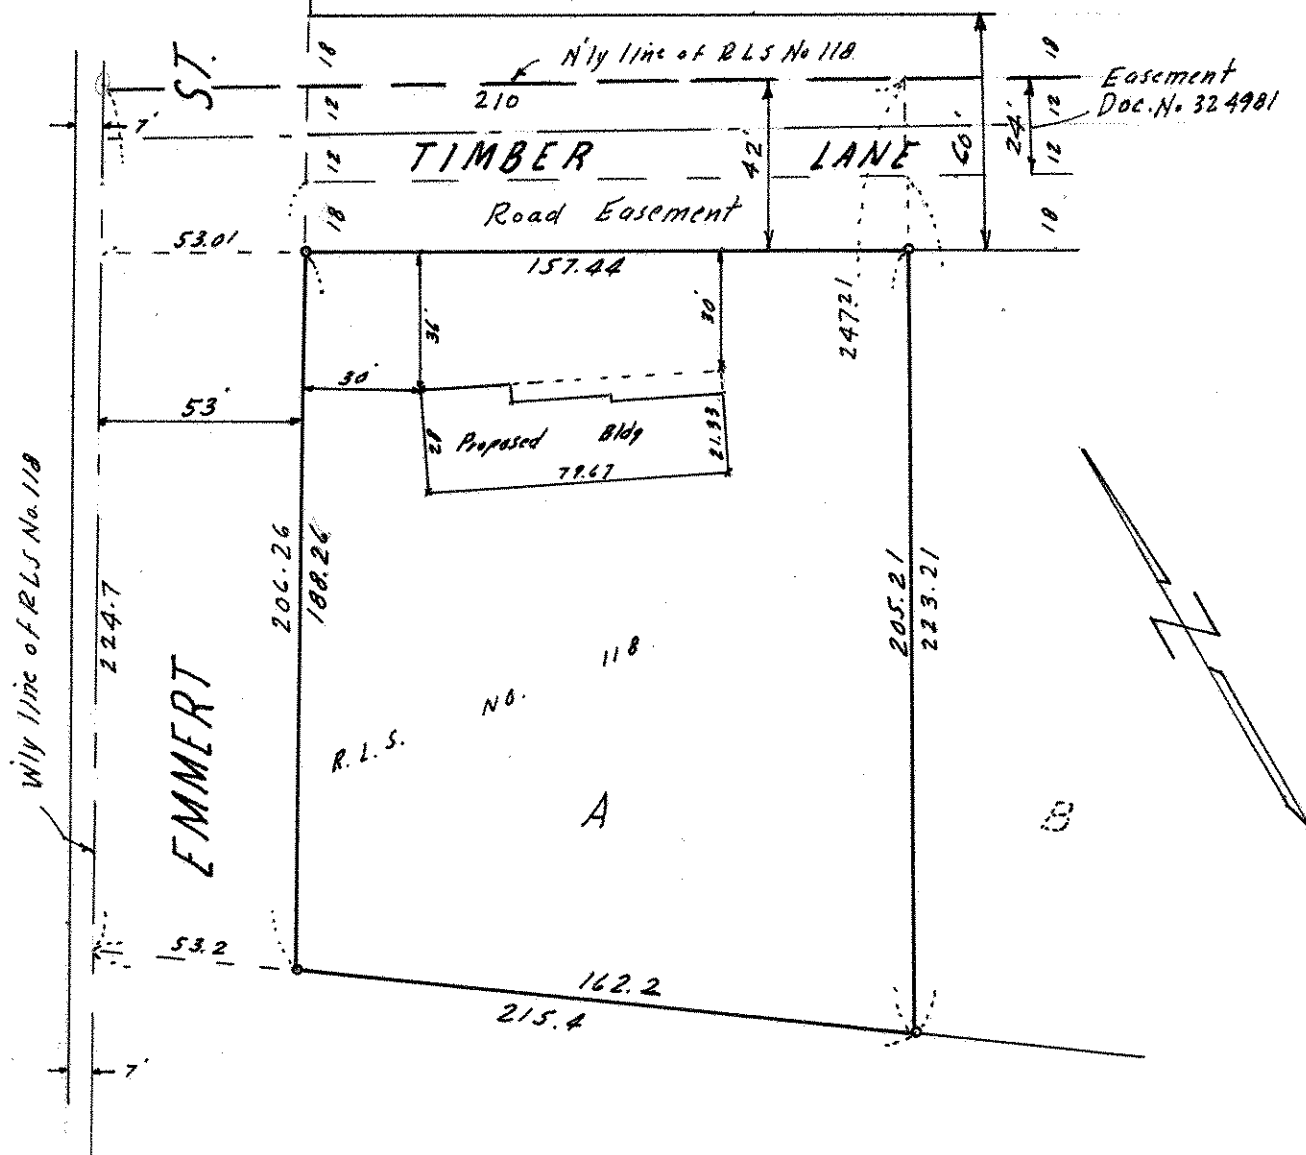 N'ly line of RLS No 118
18
18
ST.
Easement
Doc. No. 324981
210
7'
12
12
42'
60'
24'
12
12
TIMBER LANE
Road Easement
18
18
53.01
157.44
36'
30'
247.21
30'
53'
28
Proposed Bldg
21.33
79.67
W'ly line of RLS No. 118
224.7
206.26
188.26
205.21
223.21
118
NO.
R. L. S.
EMMERT
A
B
53.2
162.2
215.4
7'